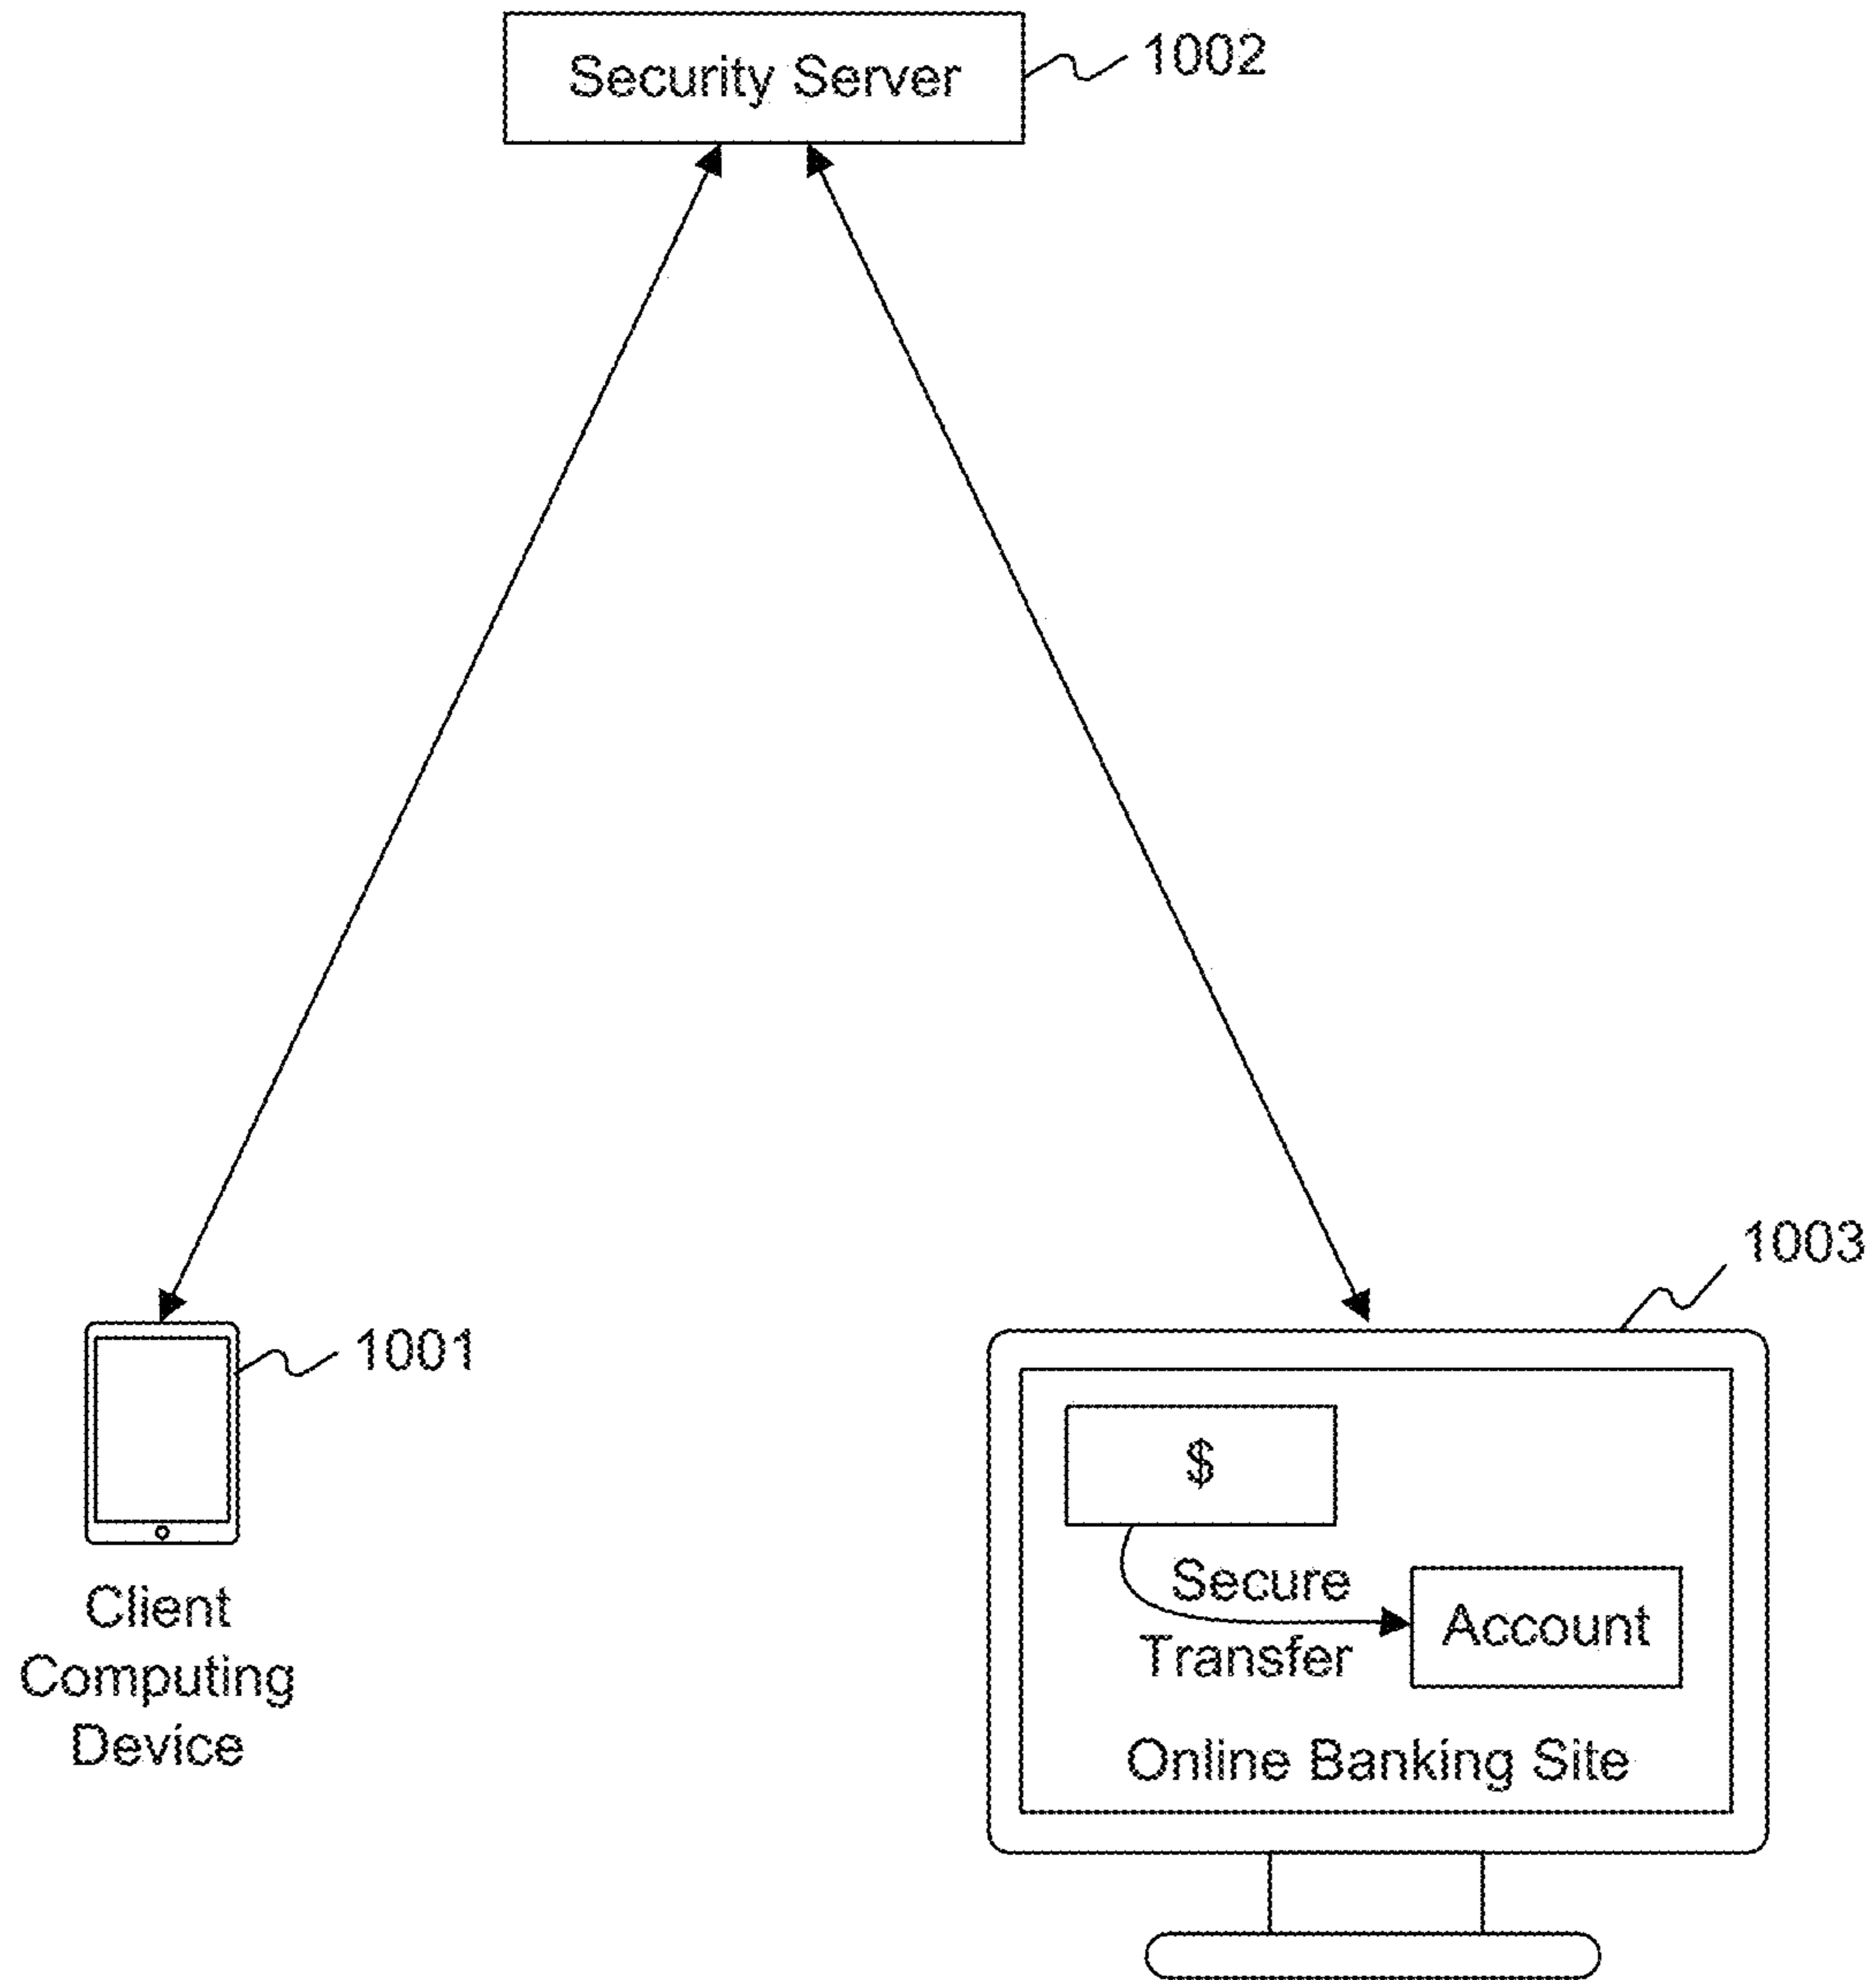 Security Server
1002
1003
1001
$
Secure
Transfer
Account
Client
Computing
Device
Online Banking Site